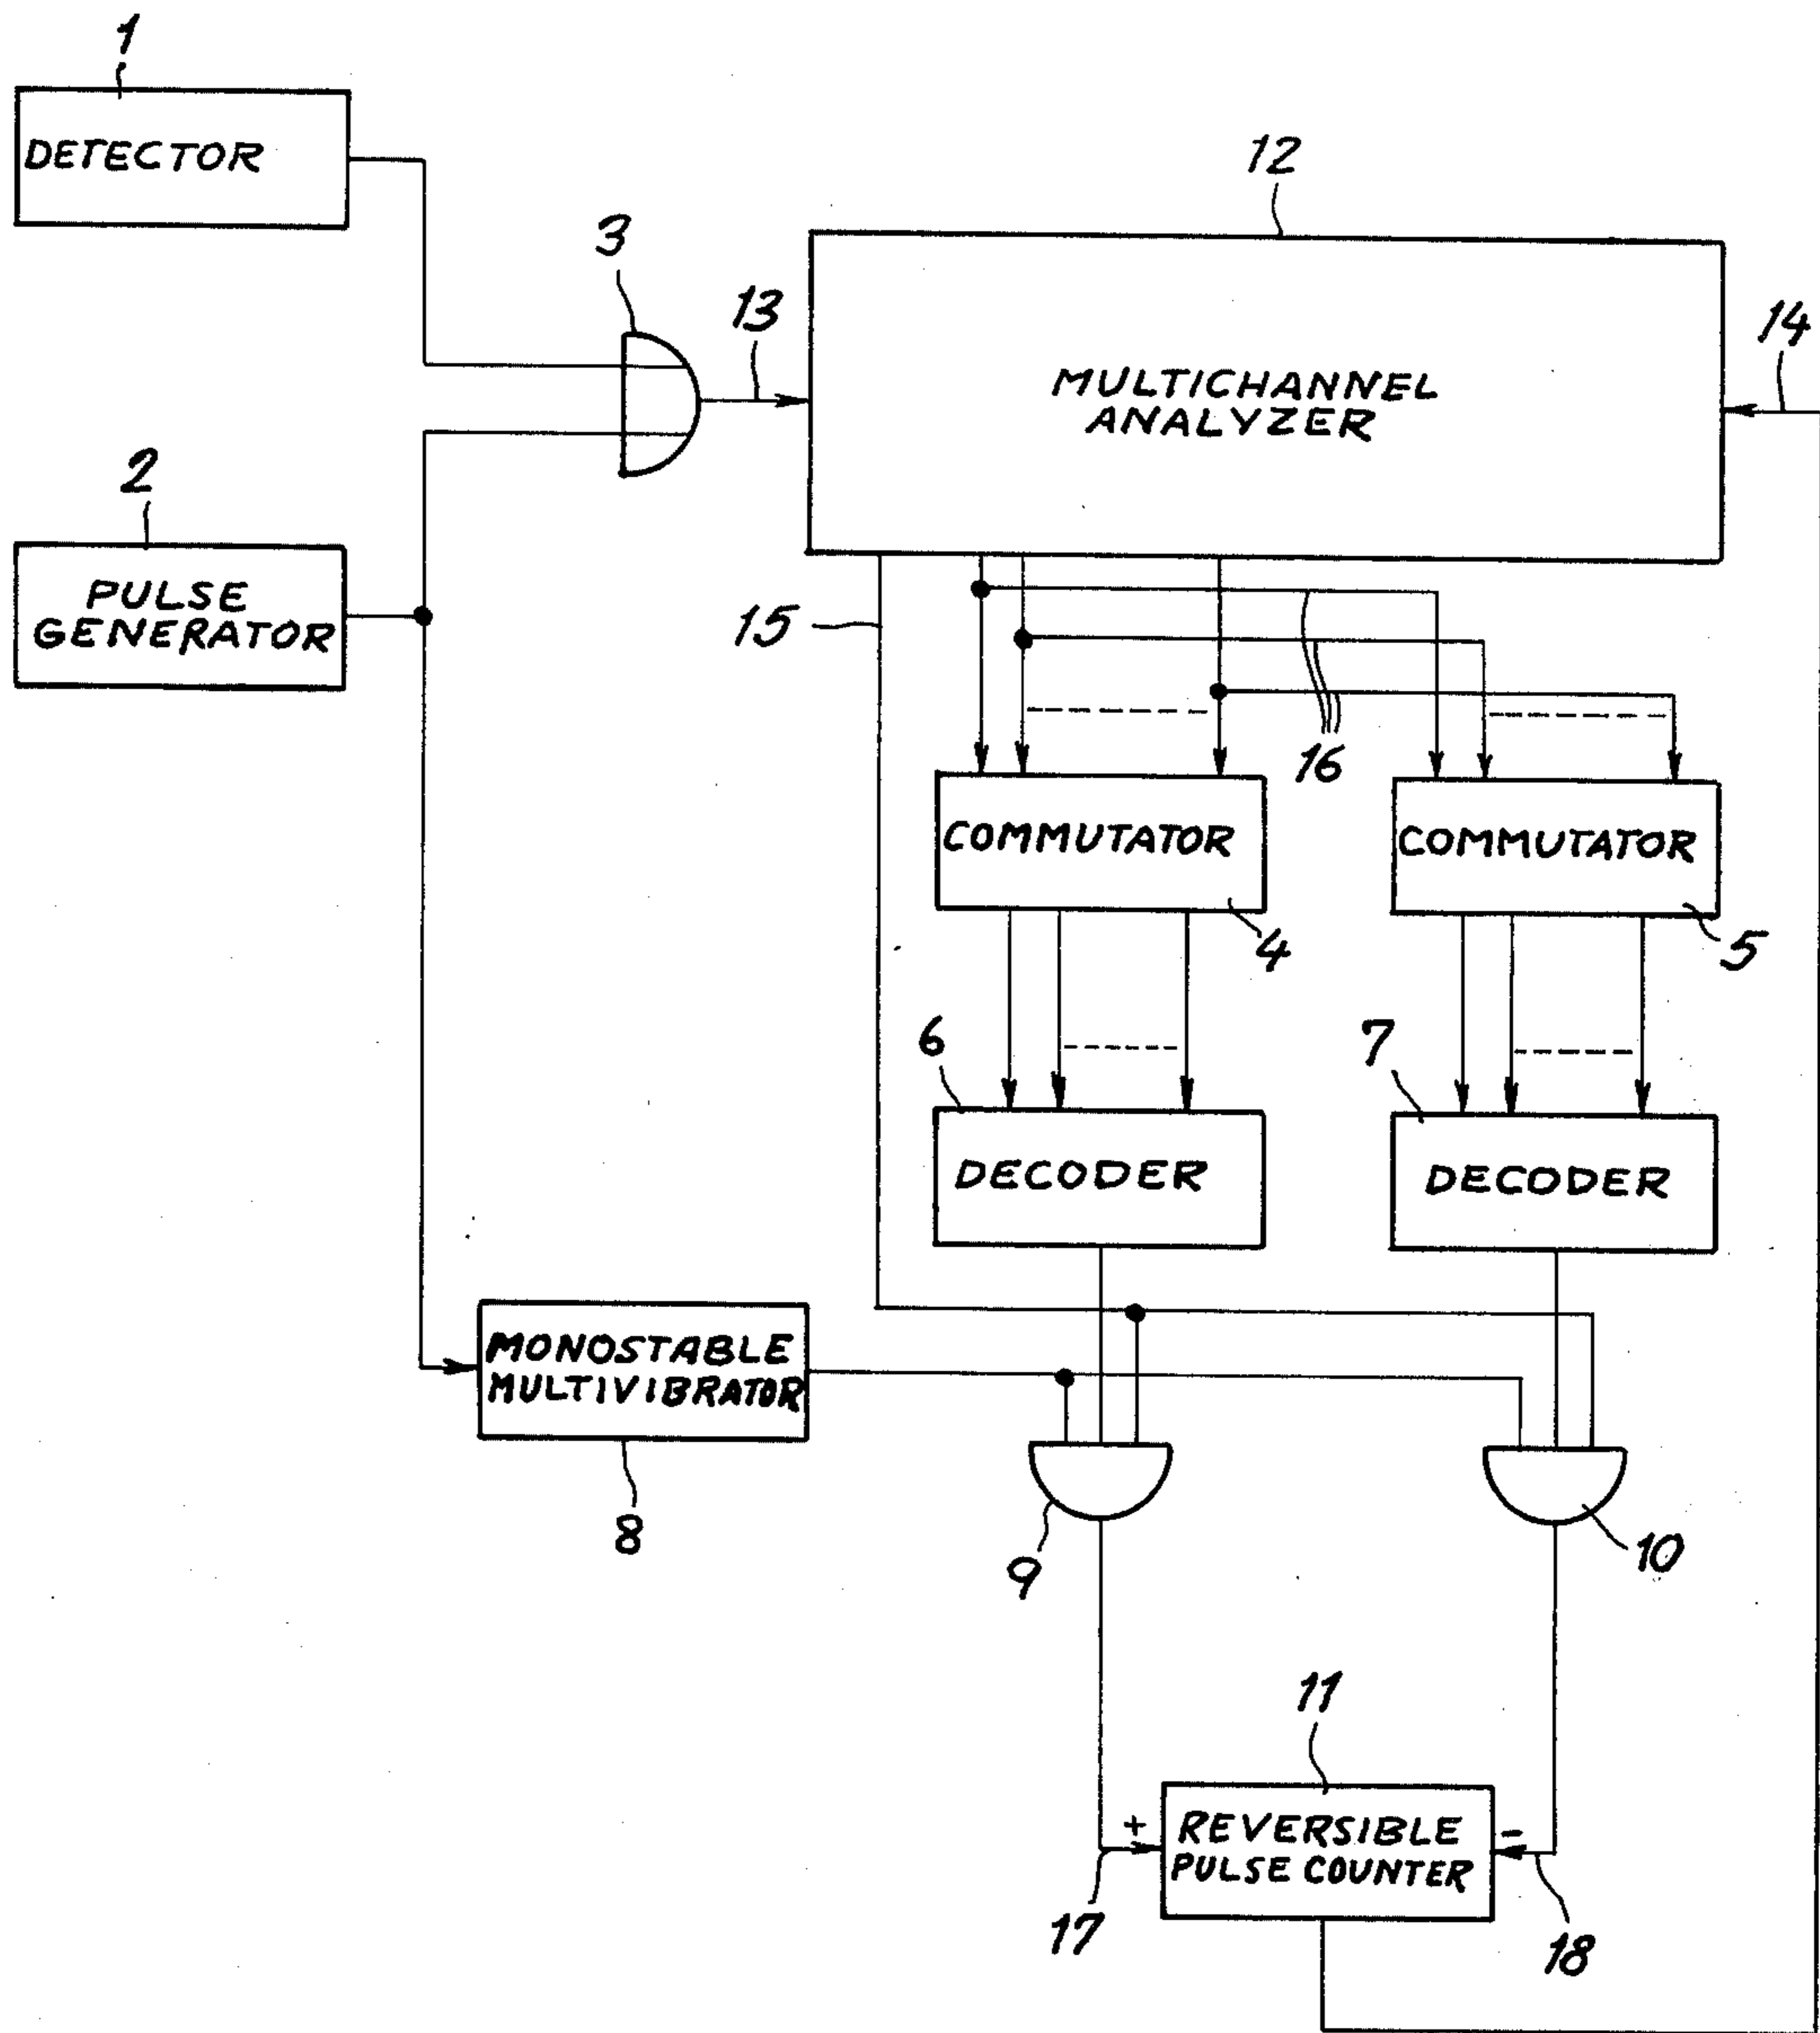 1
DETECTOR
12
3
13
14
MULTICHANNEL
ANALYZER
2
PULSE
GENERATOR
15
16
COMMUTATOR
COMMUTATOR
4
5
6
7
DECODER
DECODER
MONOSTABLE
MULTIVIBRATOR
8
9
10
11
+
REVERSIBLE
PULSE COUNTER
-
17
18